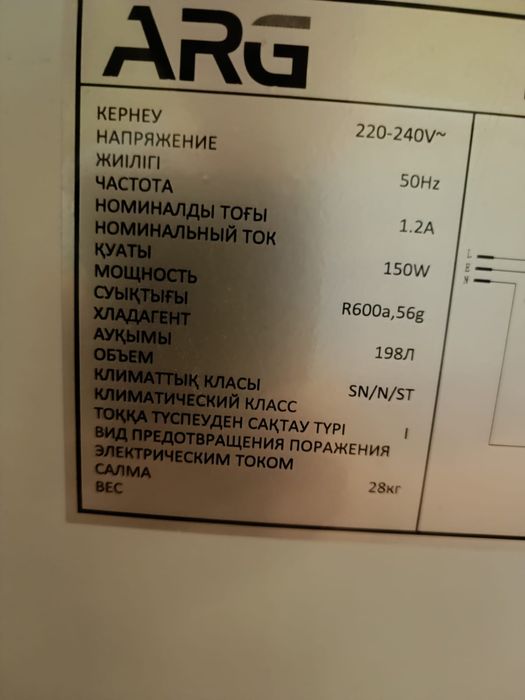 ARG
КЕРНЕУ
НАПРЯЖЕНИЕ 220-240V~
ЖИІЛІГІ
ЧАСТОТА 50Hz
НОМИНАЛДЫ ТОҒЫ
НОМИНАЛЬНЫЙ ТОК 1.2A
ҚУАТЫ
МОЩНОСТЬ 150W
СУЫҚТЫҒЫ
ХЛАДАГЕНТ R600a,56g
АУҚЫМЫ
ОБЪЕМ 198Л
КЛИМАТТЫҚ КЛАСЫ
КЛИМАТИЧЕСКИЙ КЛАСС SN/N/ST
ТОҚҚА ТҮСПЕУДЕН САҚТАУ ТҮРІ I
ВИД ПРЕДОТВРАЩЕНИЯ ПОРАЖЕНИЯ
ЭЛЕКТРИЧЕСКИМ ТОКОМ
САЛМА
ВЕС 28кг
L
E
N